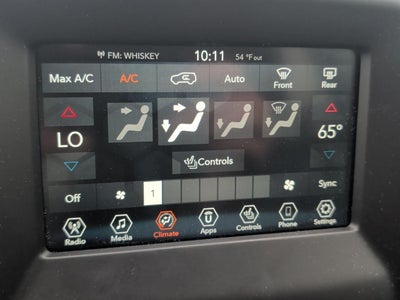 FM: WHISKEY 10:11 54 °F out
Max A/C A/C Auto Front Rear
LO 65°
Controls
Off 1 Sync
Radio Media Climate Apps Controls Phone Settings